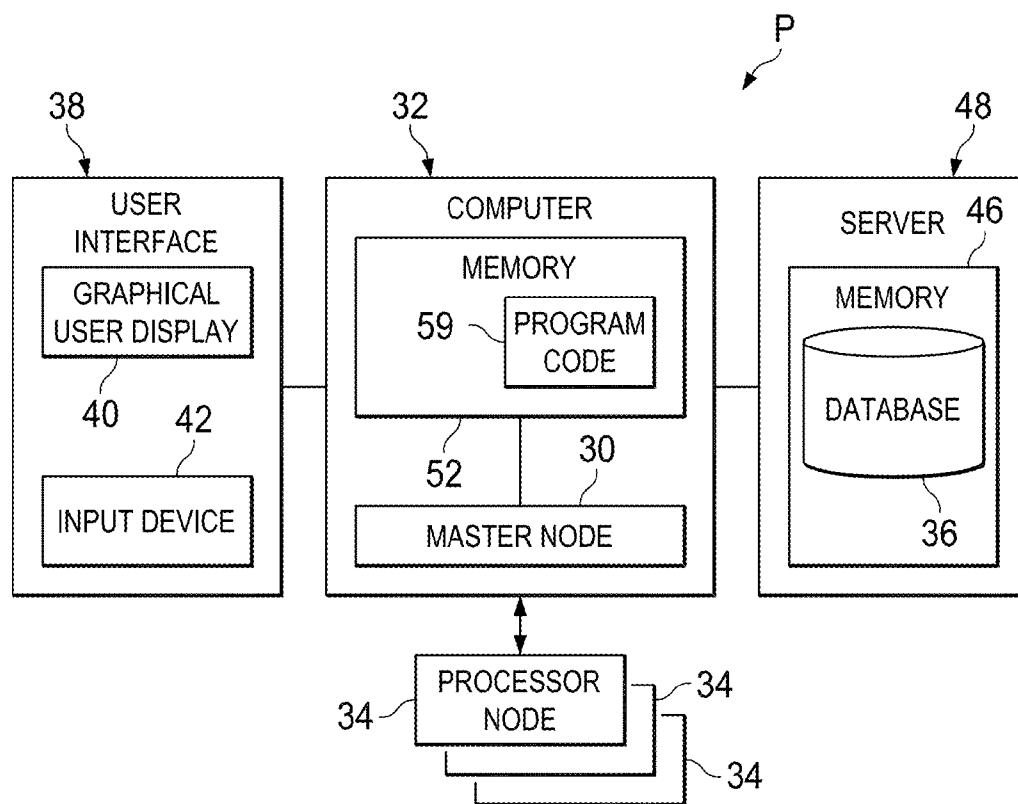 P
38
32
48
USER
INTERFACE
GRAPHICAL
USER DISPLAY
40
42
INPUT DEVICE
COMPUTER
MEMORY
59
PROGRAM
CODE
52
30
MASTER NODE
SERVER
46
MEMORY
DATABASE
36
PROCESSOR
NODE
34
34
34